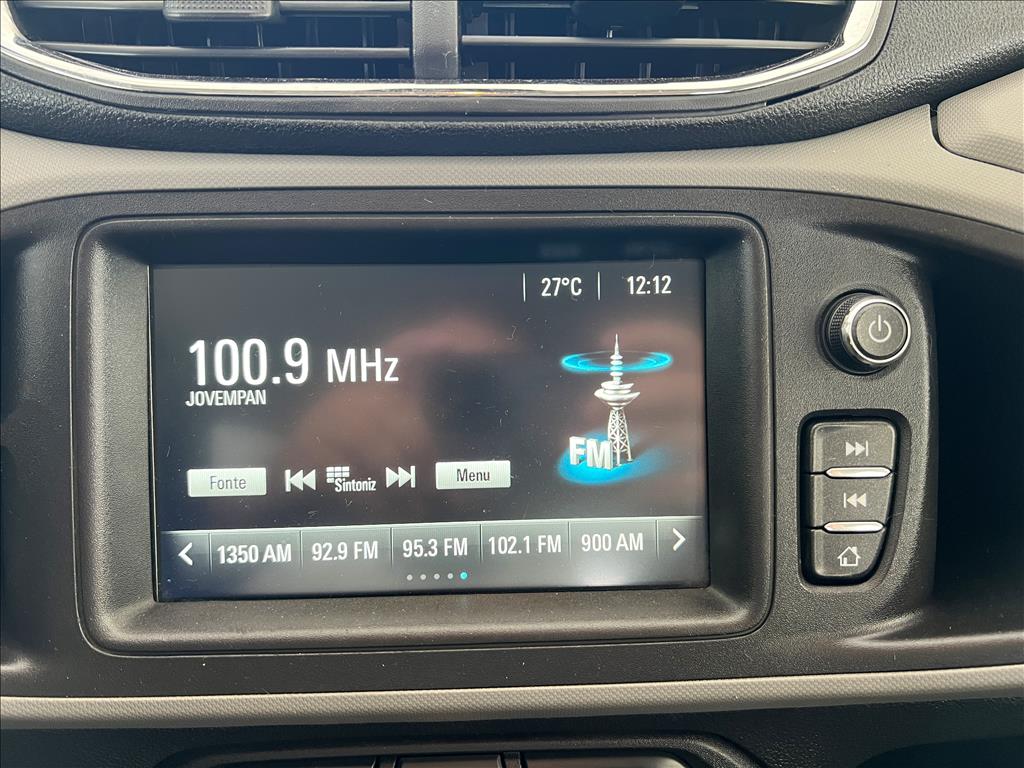 27°C 12:12
100.9 MHz
JOVEMPAN
FM
Fonte Sintoniz Menu
1350 AM 92.9 FM 95.3 FM 102.1 FM 900 AM